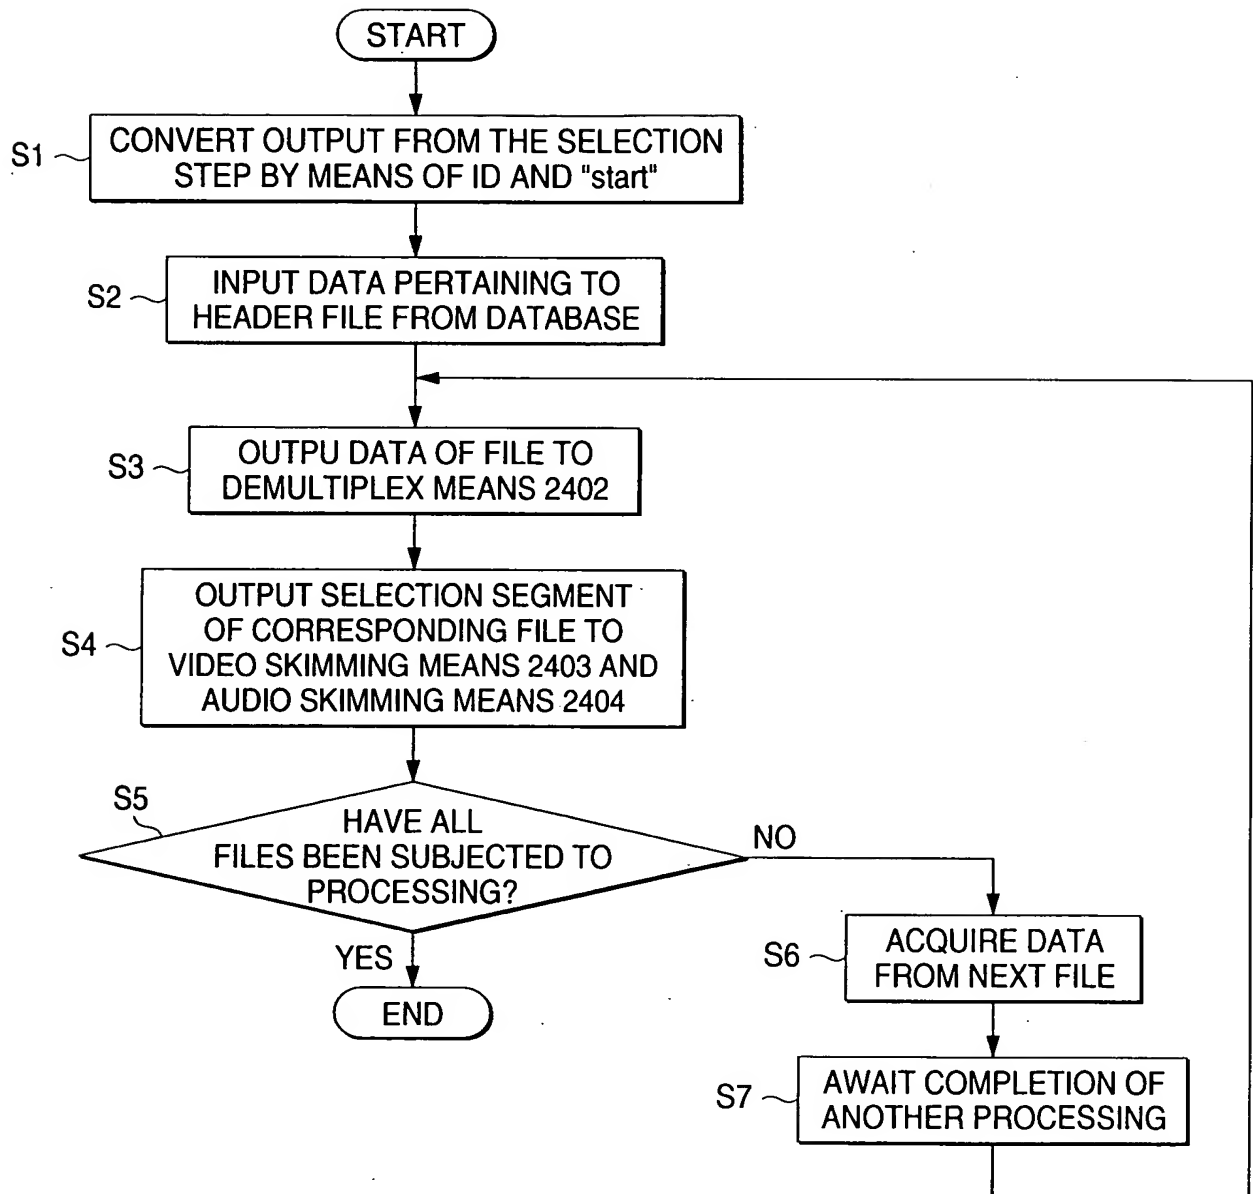 START
S1
CONVERT OUTPUT FROM THE SELECTION
STEP BY MEANS OF ID AND "start"
S2
INPUT DATA PERTAINING TO
HEADER FILE FROM DATABASE
S3
OUTPU DATA OF FILE TO
DEMULTIPLEX MEANS 2402
S4
OUTPUT SELECTION SEGMENT
OF CORRESPONDING FILE TO
VIDEO SKIMMING MEANS 2403 AND
AUDIO SKIMMING MEANS 2404
S5
HAVE ALL
FILES BEEN SUBJECTED TO
PROCESSING?
NO
YES
END
S6
ACQUIRE DATA
FROM NEXT FILE
S7
AWAIT COMPLETION OF
ANOTHER PROCESSING